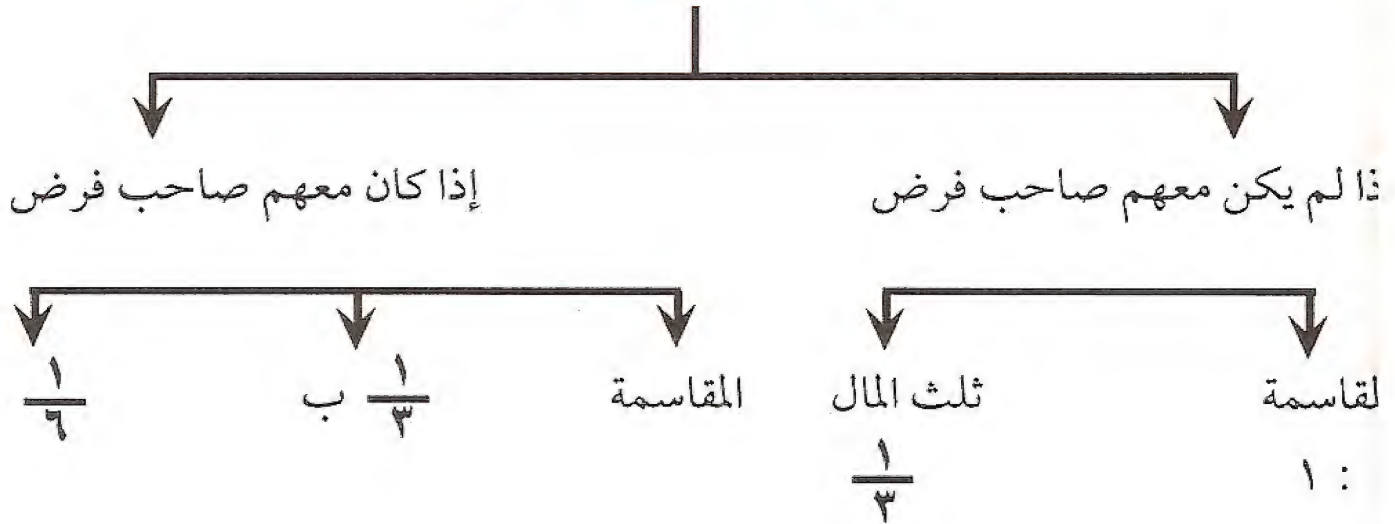 ذا لم يكن معهم صاحب فرض
إذا كان معهم صاحب فرض
لقاسمة
ثلث المال
المقاسمة
١/٣ ب
١/٦
: ١
١/٣